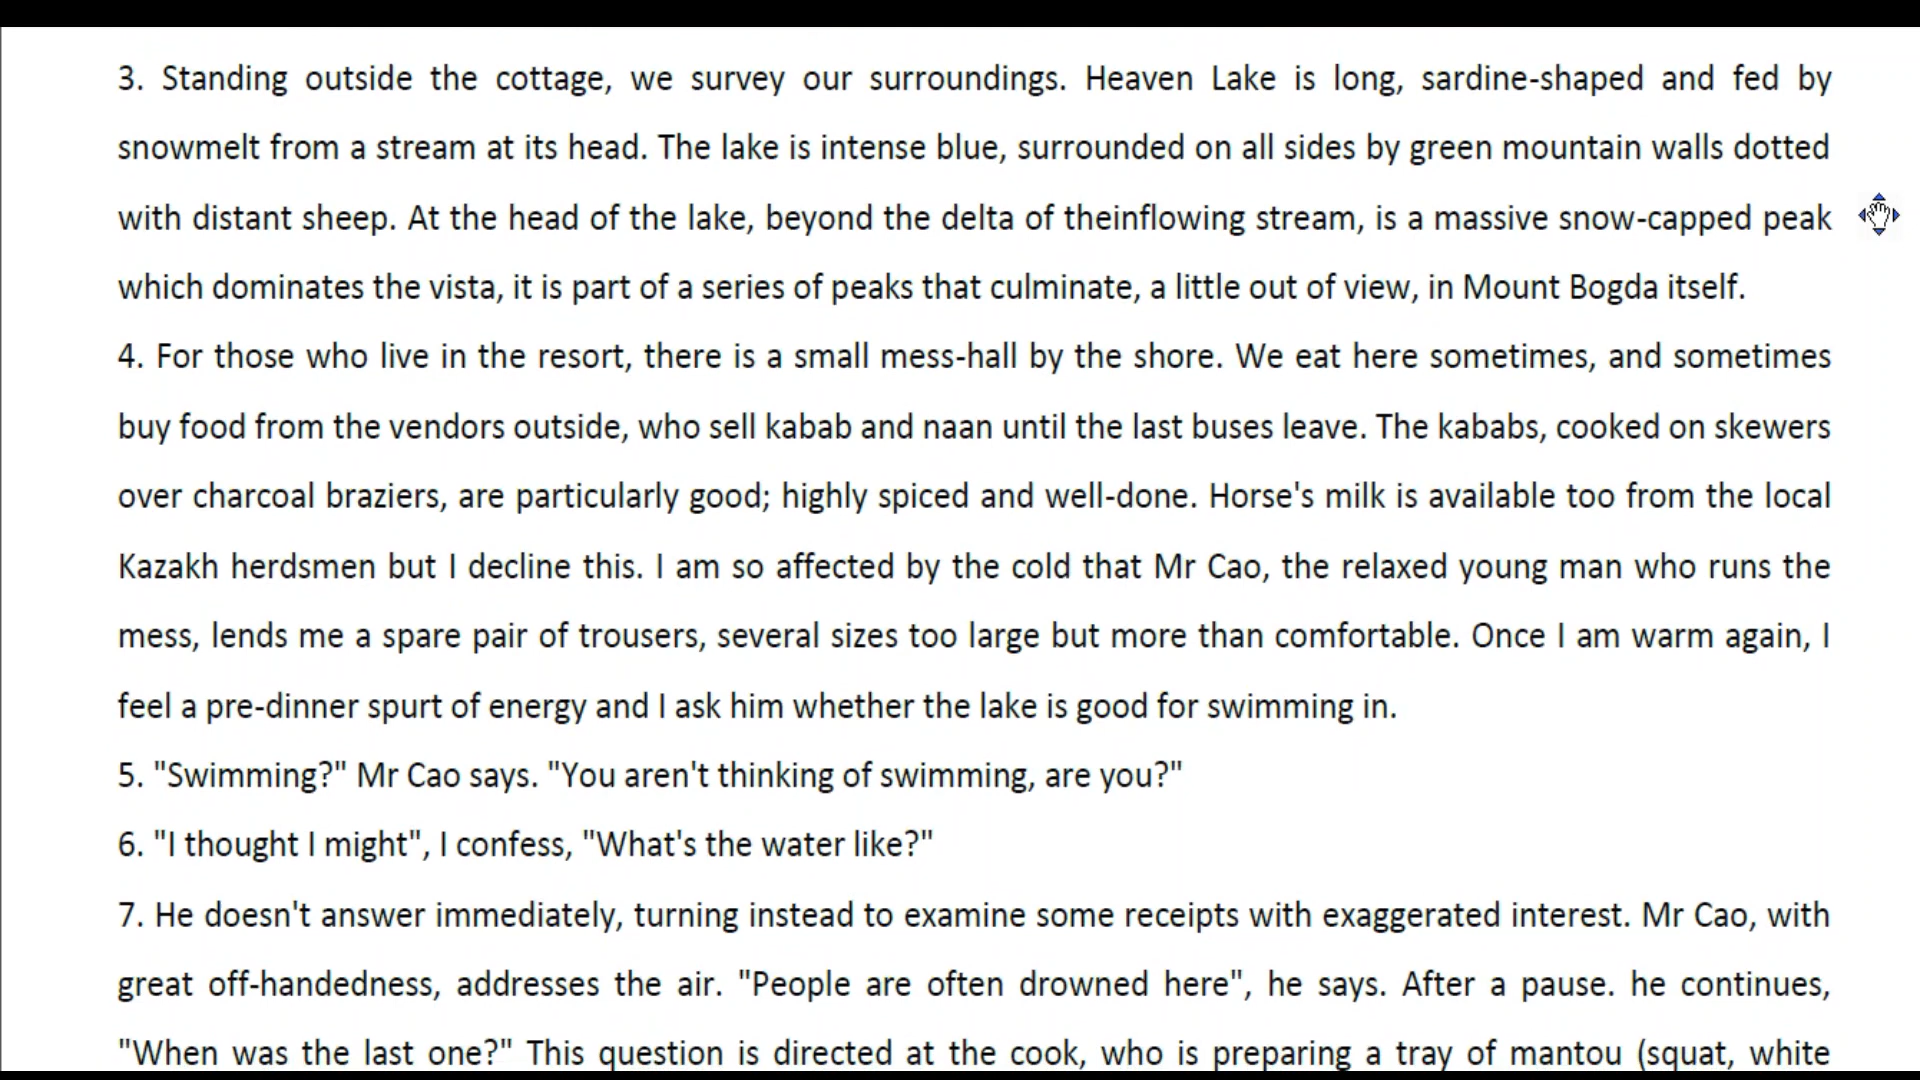 3. Standing outside the cottage, we survey our surroundings. Heaven Lake is long, sardine-shaped and fed by
snowmelt from a stream at its head. The lake is intense blue, surrounded on all sides by green mountain walls dotted
with distant sheep. At the head of the lake, beyond the delta of theinflowing stream, is a massive snow-capped peak
which dominates the vista, it is part of a series of peaks that culminate, a little out of view, in Mount Bogda itself.
4. For those who live in the resort, there is a small mess-hall by the shore. We eat here sometimes, and sometimes
buy food from the vendors outside, who sell kabab and naan until the last buses leave. The kababs, cooked on skewers
over charcoal braziers, are particularly good; highly spiced and well-done. Horse's milk is available too from the local
Kazakh herdsmen but I decline this. I am so affected by the cold that Mr Cao, the relaxed young man who runs the
mess, lends me a spare pair of trousers, several sizes too large but more than comfortable. Once I am warm again, I
feel a pre-dinner spurt of energy and I ask him whether the lake is good for swimming in.
5. "Swimming?" Mr Cao says. "You aren't thinking of swimming, are you?"
6. "I thought I might", I confess, "What's the water like?"
7. He doesn't answer immediately, turning instead to examine some receipts with exaggerated interest. Mr Cao, with
great off-handedness, addresses the air. "People are often drowned here", he says. After a pause. he continues,
"When was the last one?" This question is directed at the cook, who is preparing a tray of mantou (squat, white